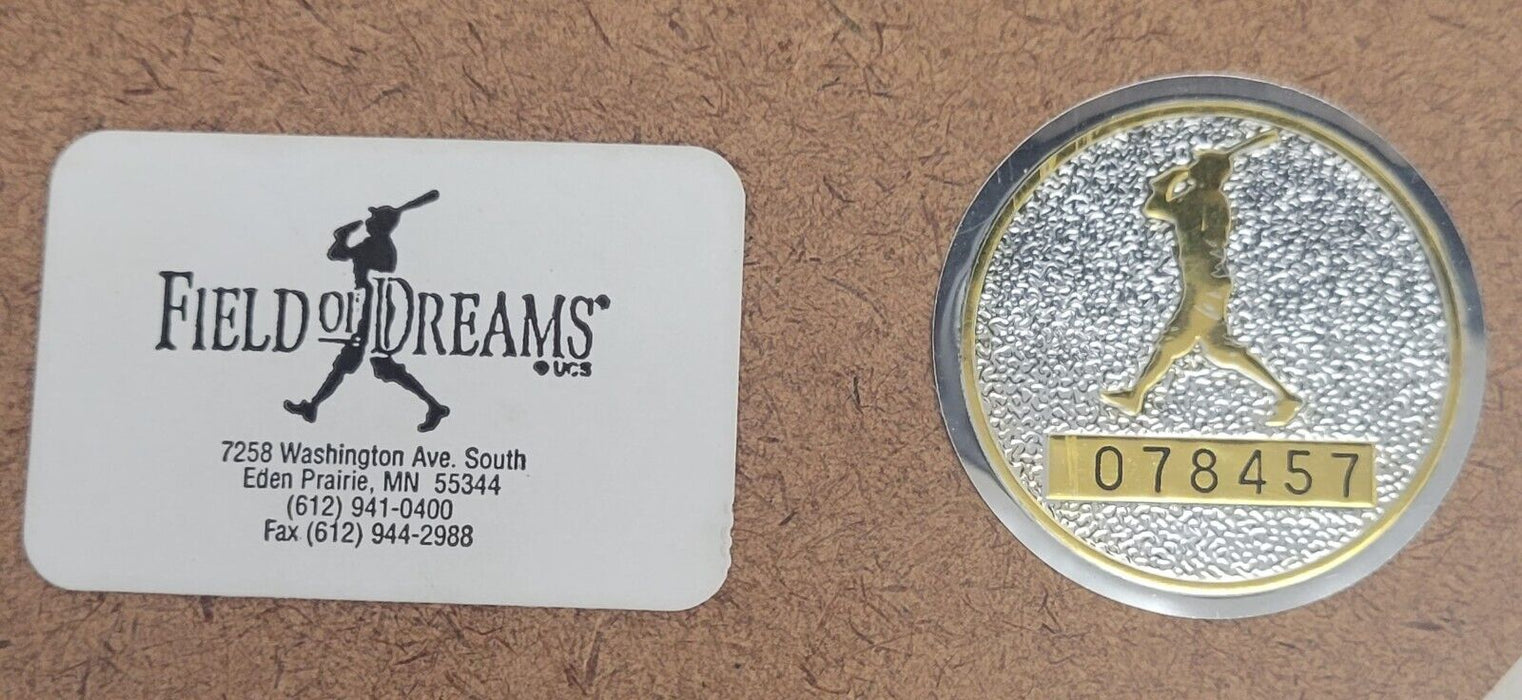 FIELD OF DREAMS
UCS
7258 Washington Ave. South
Eden Prairie, MN 55344
(612) 941-0400
Fax (612) 944-2988
078457